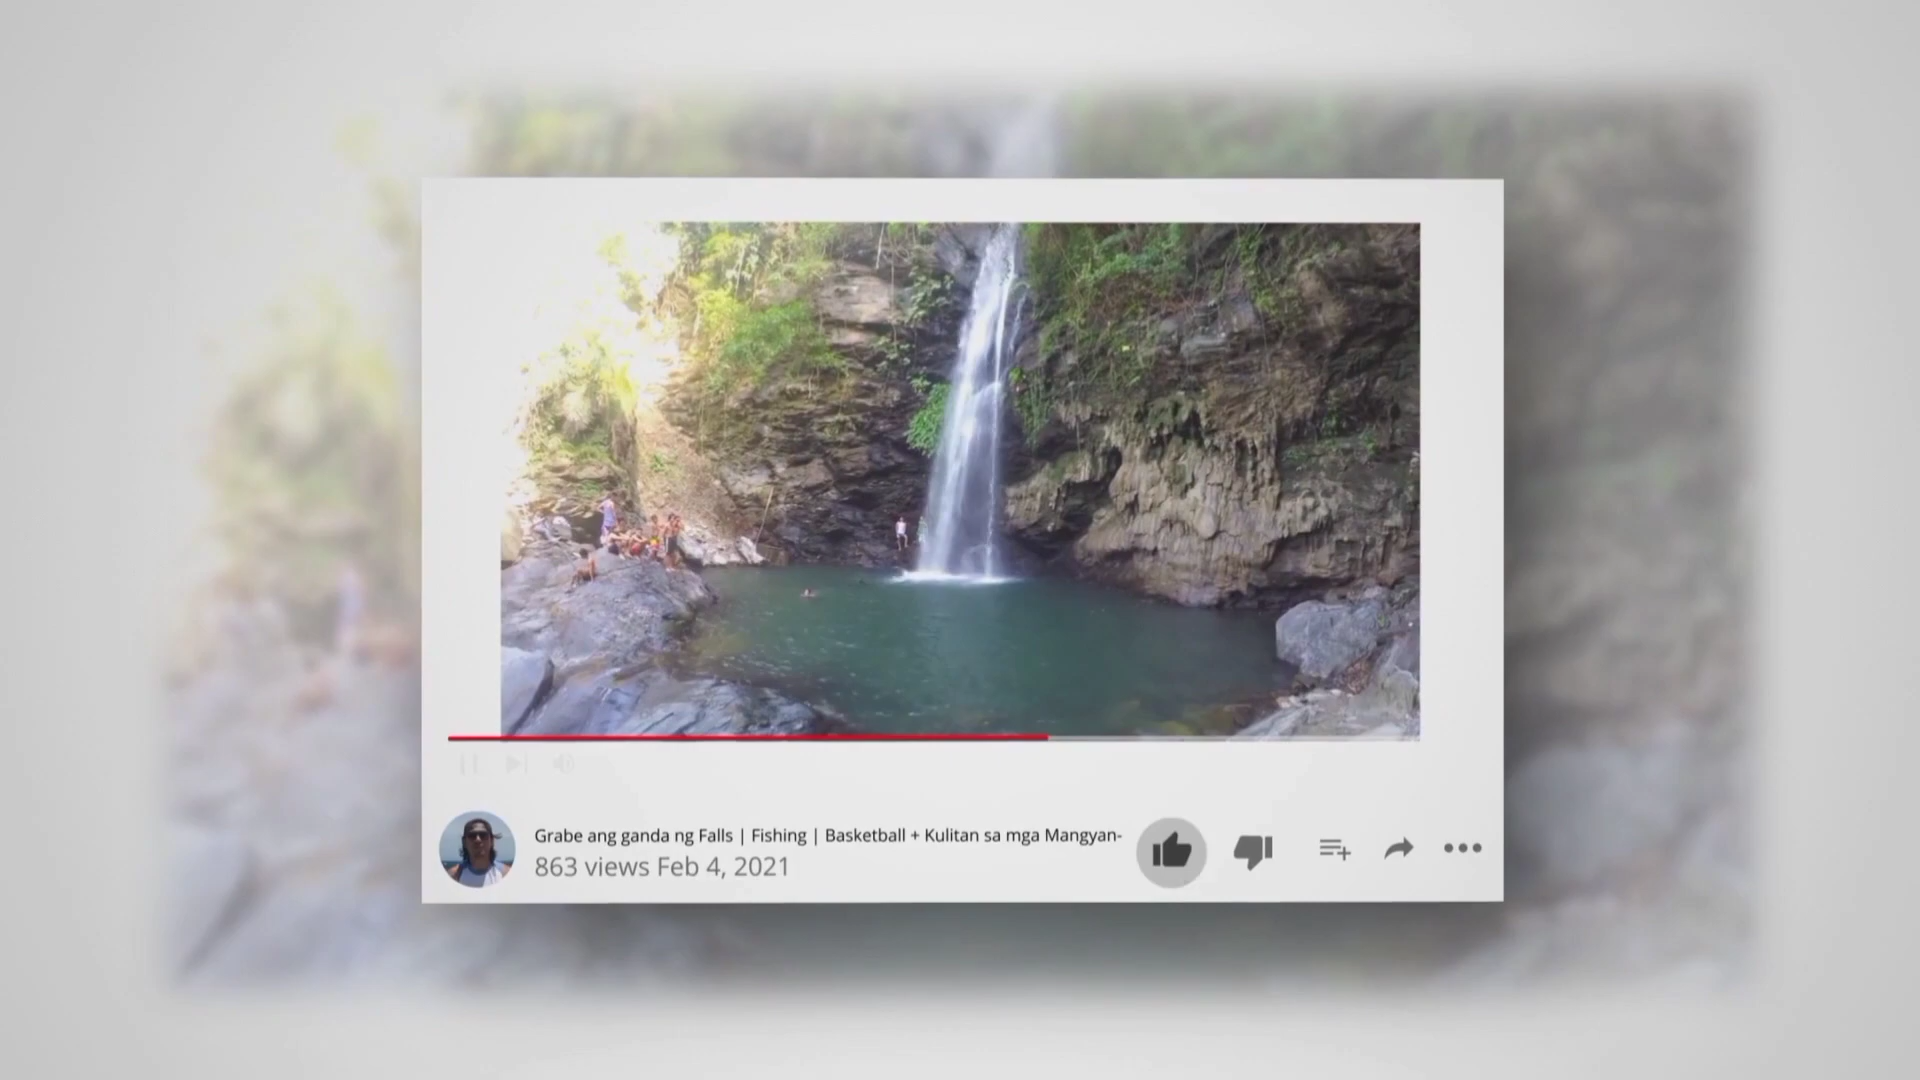 Grabe ang ganda ng Falls | Fishing | Basketball + Kulitan sa mga Mangyan-
863 views Feb 4, 2021